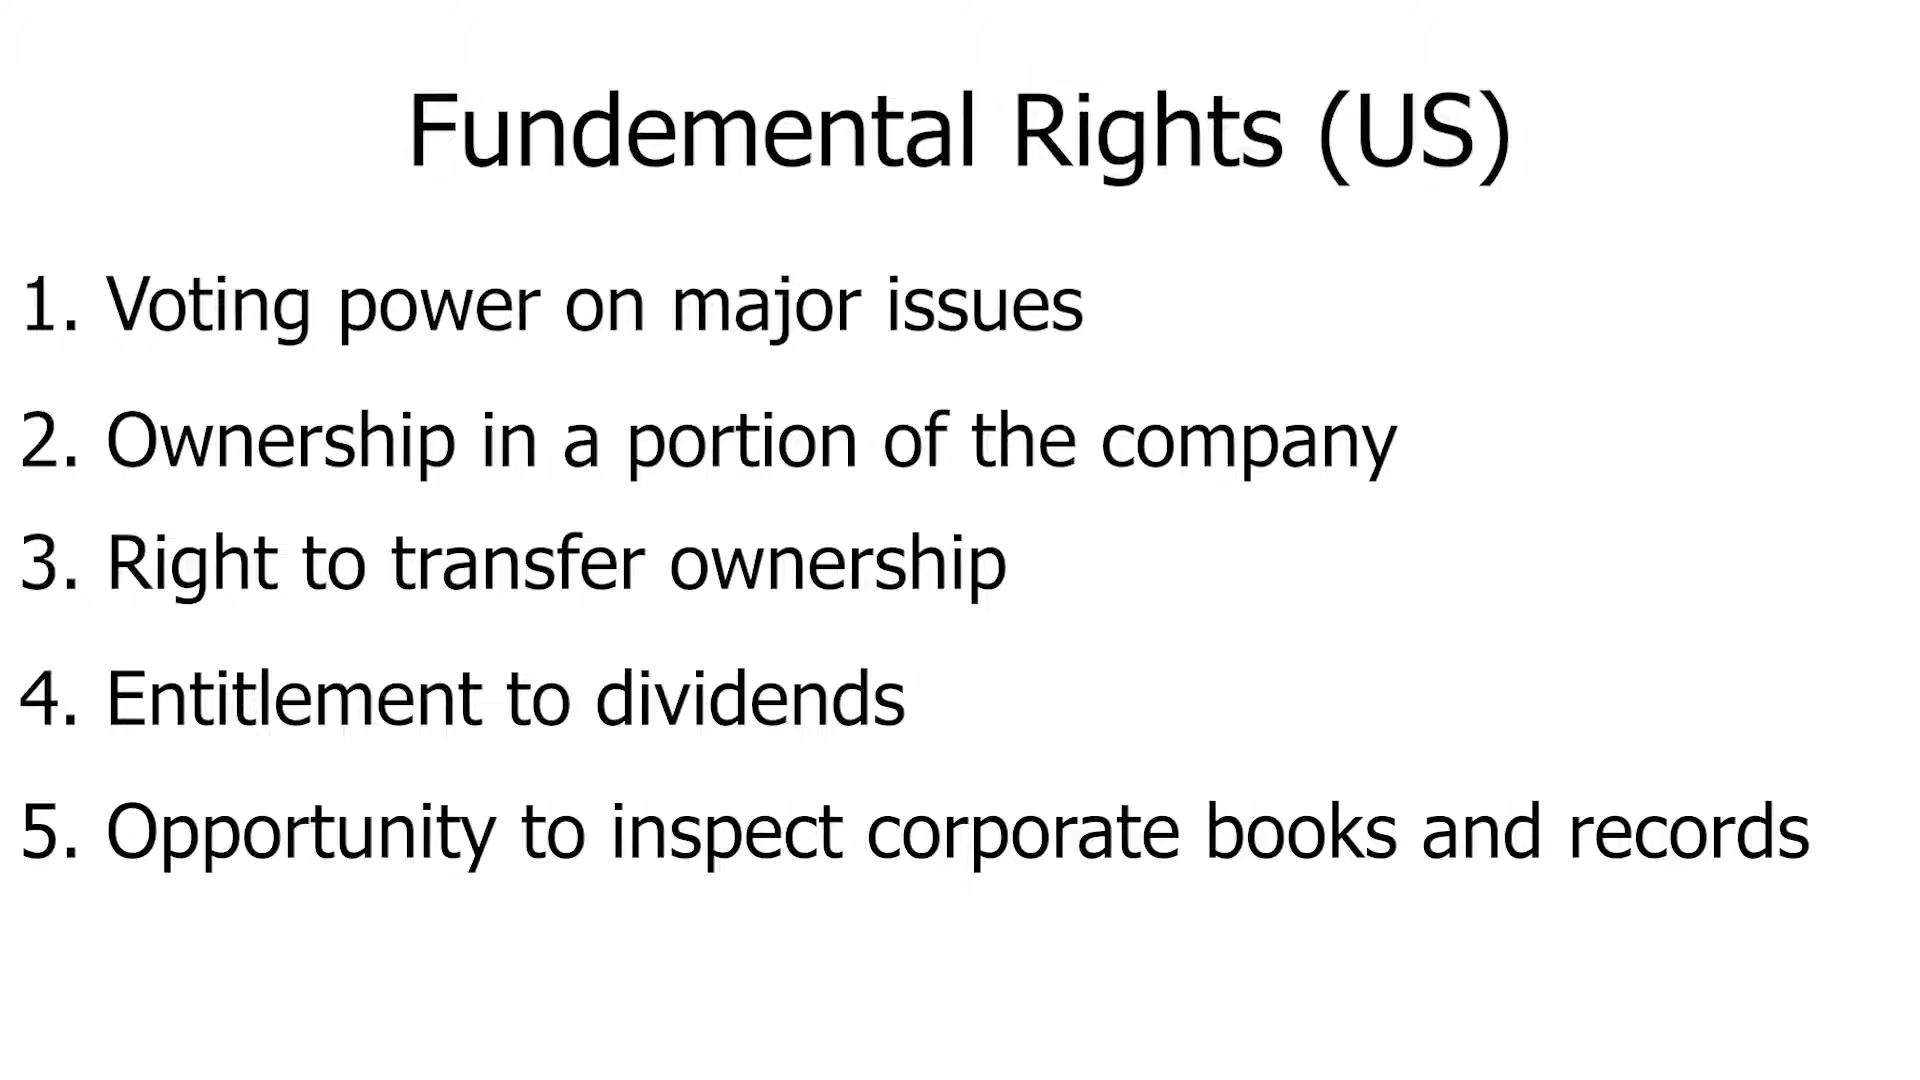 Fundemental Rights (US)
1. Voting power on major issues
2. Ownership in a portion of the company
3. Right to transfer ownership
4. Entitlement to dividends
5. Opportunity to inspect corporate books and records